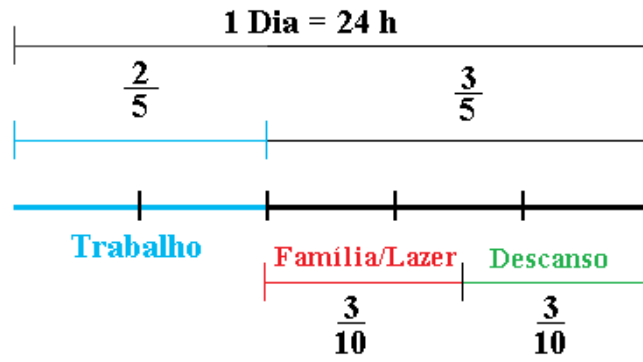 1 Dia = 24 h
2/5
3/5
Trabalho
Família/Lazer
Descanso
3/10
3/10